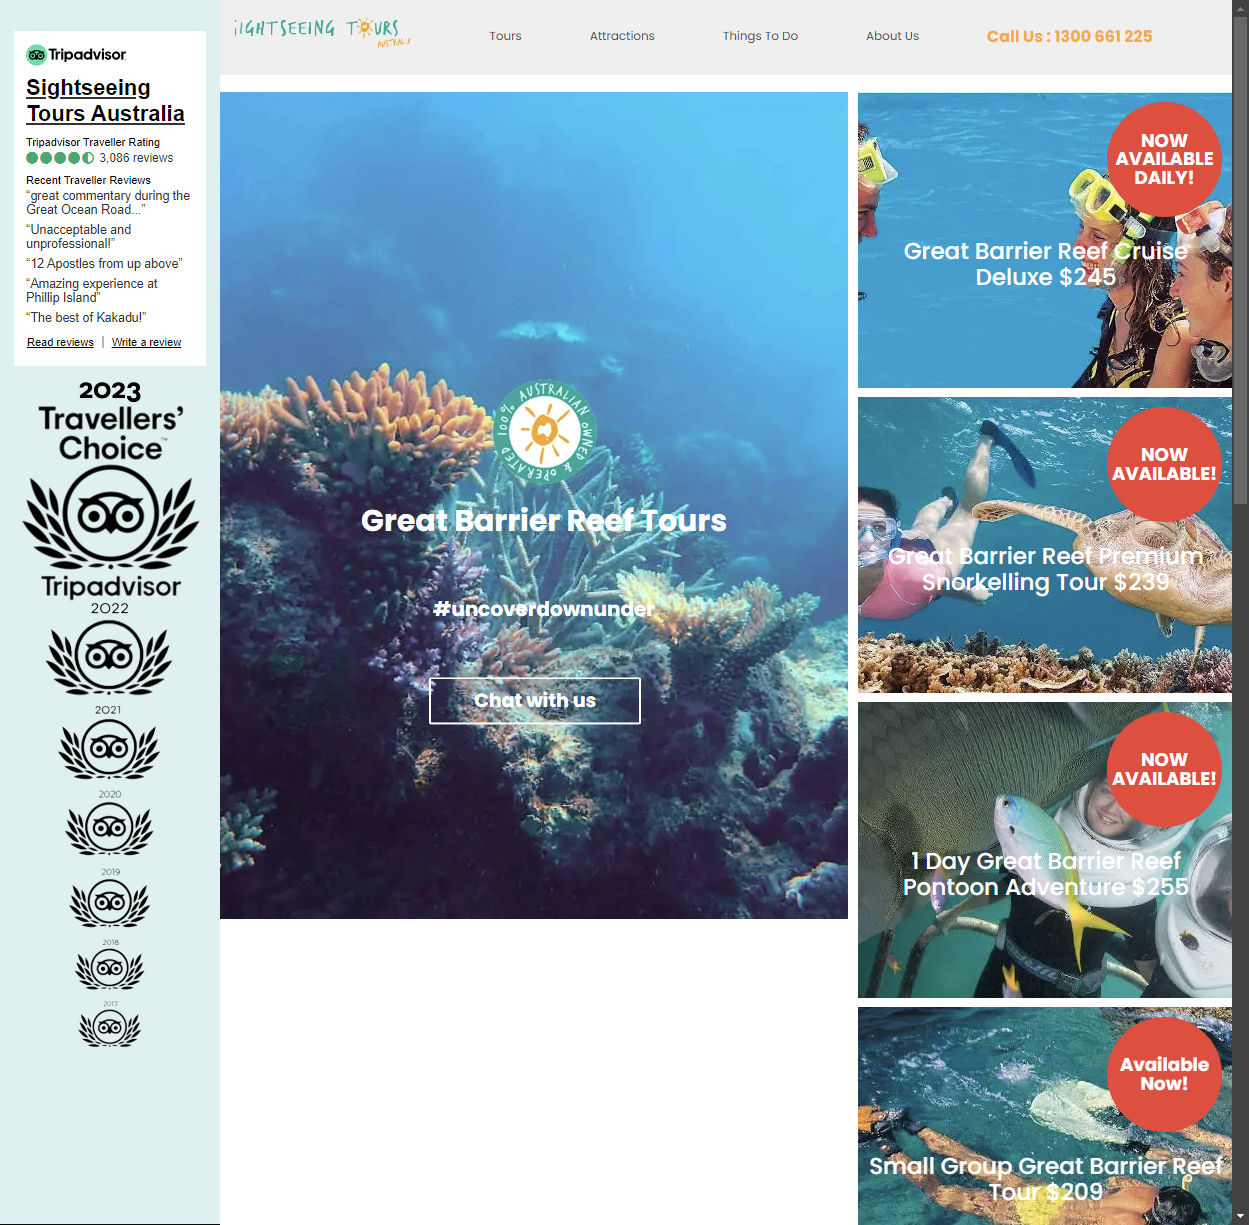 Tripadvisor
Sightseeing
Tours Australia
Tripadvisor Traveller Rating
3,086 reviews
Recent Traveller Reviews
“great commentary during the
Great Ocean Road...”
“Unacceptable and
unprofessional!”
“12 Apostles from up above”
“Amazing experience at
Phillip Island”
“The best of Kakadu!”
Read reviews | Write a review
2023
Travellers’
Choice™
Tripadvisor
2022
2021
2020
2019
2018
2017
SIGHTSEEING TOURS
AUSTRALIA
Tours
Attractions
Things To Do
About Us
Call Us : 1300 661 225
100% AUSTRALIAN OWNED & OPERATED
Great Barrier Reef Tours
#uncoverdownunder
Chat with us
NOW
AVAILABLE
DAILY!
Great Barrier Reef Cruise
Deluxe $245
NOW
AVAILABLE!
Great Barrier Reef Premium
Snorkelling Tour $239
NOW
AVAILABLE!
1 Day Great Barrier Reef
Pontoon Adventure $255
Available
Now!
Small Group Great Barrier Reef
Tour $209